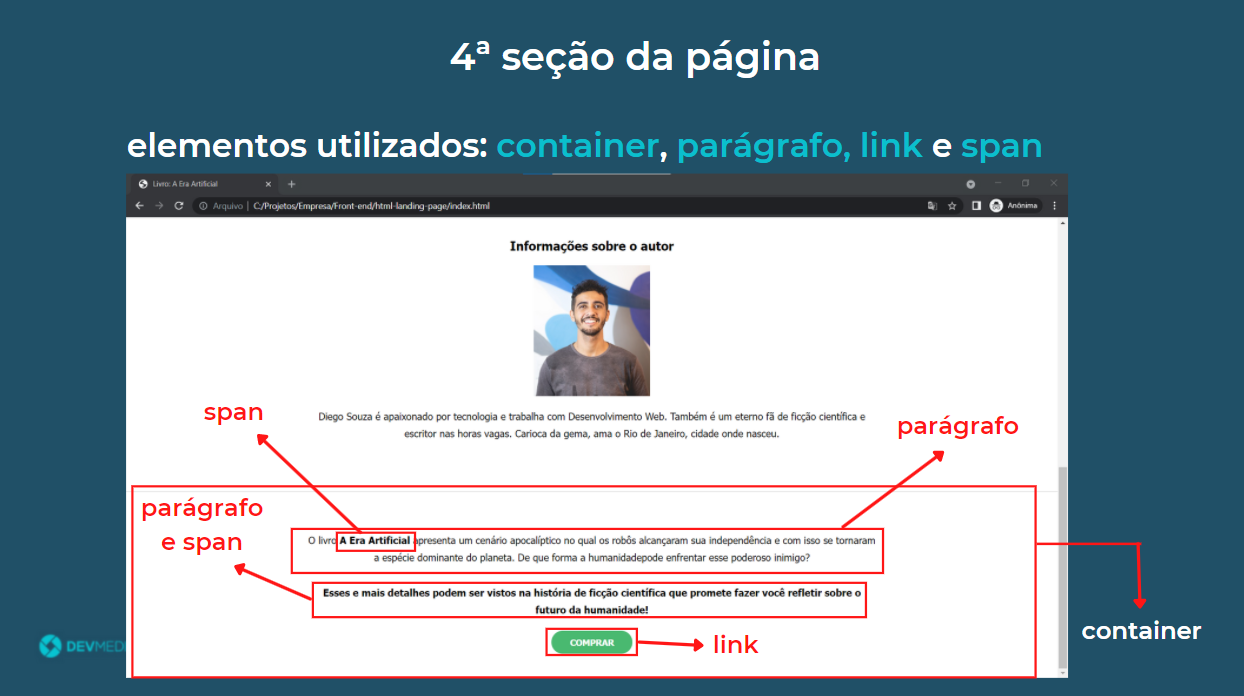 4ª seção da página
elementos utilizados: container, parágrafo, link e span
Livro: A Era Artificial
Arquivo | C:/Projetos/Empresa/Front-end/html-landing-page/index.html
Anônima
Informações sobre o autor
Diego Souza é apaixonado por tecnologia e trabalha com Desenvolvimento Web. Também é um eterno fã de ficção científica e
escritor nas horas vagas. Carioca da gema, ama o Rio de Janeiro, cidade onde nasceu.
span
parágrafo
parágrafo
e span
O livro A Era Artificial apresenta um cenário apocalíptico no qual os robôs alcançaram sua independência e com isso se tornaram
a espécie dominante do planeta. De que forma a humanidadepode enfrentar esse poderoso inimigo?
Esses e mais detalhes podem ser vistos na história de ficção científica que promete fazer você refletir sobre o
futuro da humanidade!
COMPRAR
link
container
DEVMED